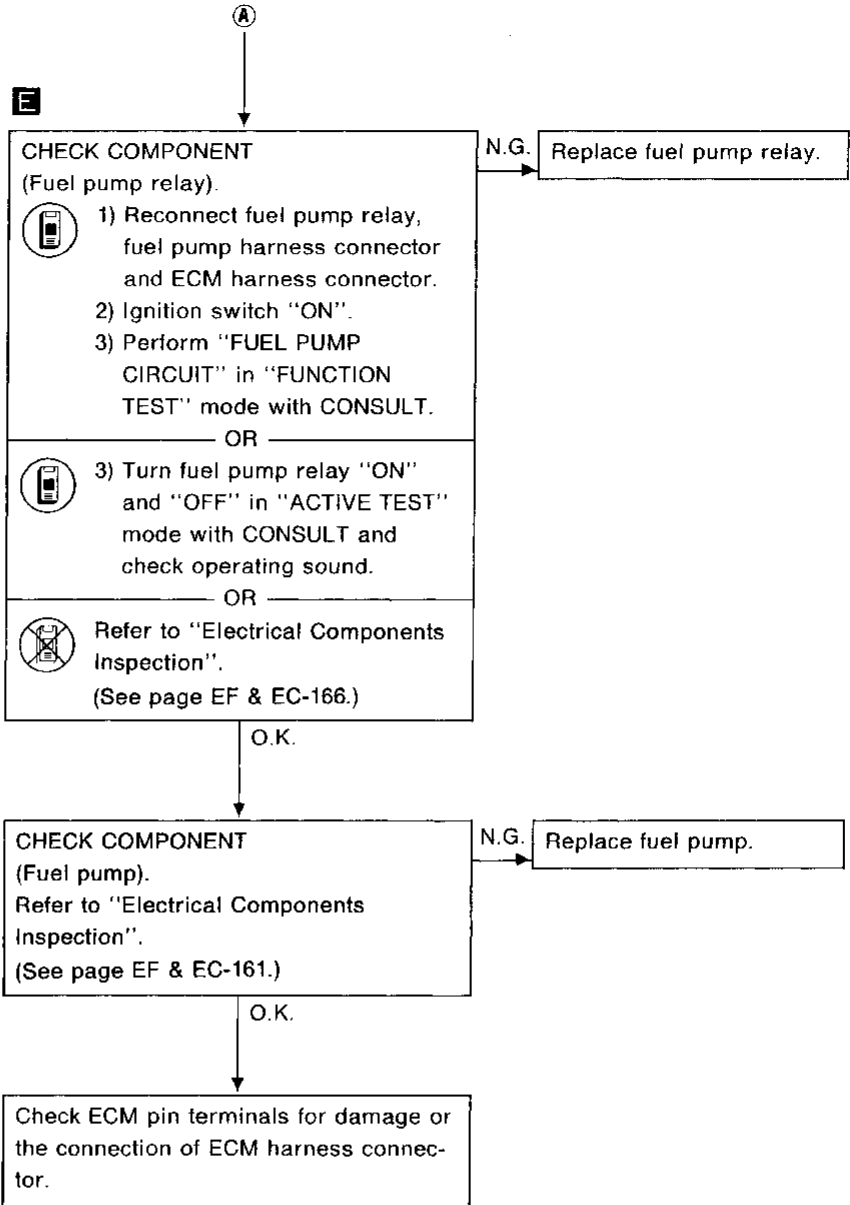 A
E
CHECK COMPONENT
(Fuel pump relay).
1) Reconnect fuel pump relay,
fuel pump harness connector
and ECM harness connector.
2) Ignition switch "ON".
3) Perform "FUEL PUMP
CIRCUIT" in "FUNCTION
TEST" mode with CONSULT.
OR
3) Turn fuel pump relay "ON"
and "OFF" in "ACTIVE TEST"
mode with CONSULT and
check operating sound.
OR
Refer to "Electrical Components
Inspection".
(See page EF & EC-166.)
N.G.
Replace fuel pump relay.
O.K.
CHECK COMPONENT
(Fuel pump).
Refer to "Electrical Components
Inspection".
(See page EF & EC-161.)
N.G.
Replace fuel pump.
O.K.
Check ECM pin terminals for damage or
the connection of ECM harness connec-
tor.